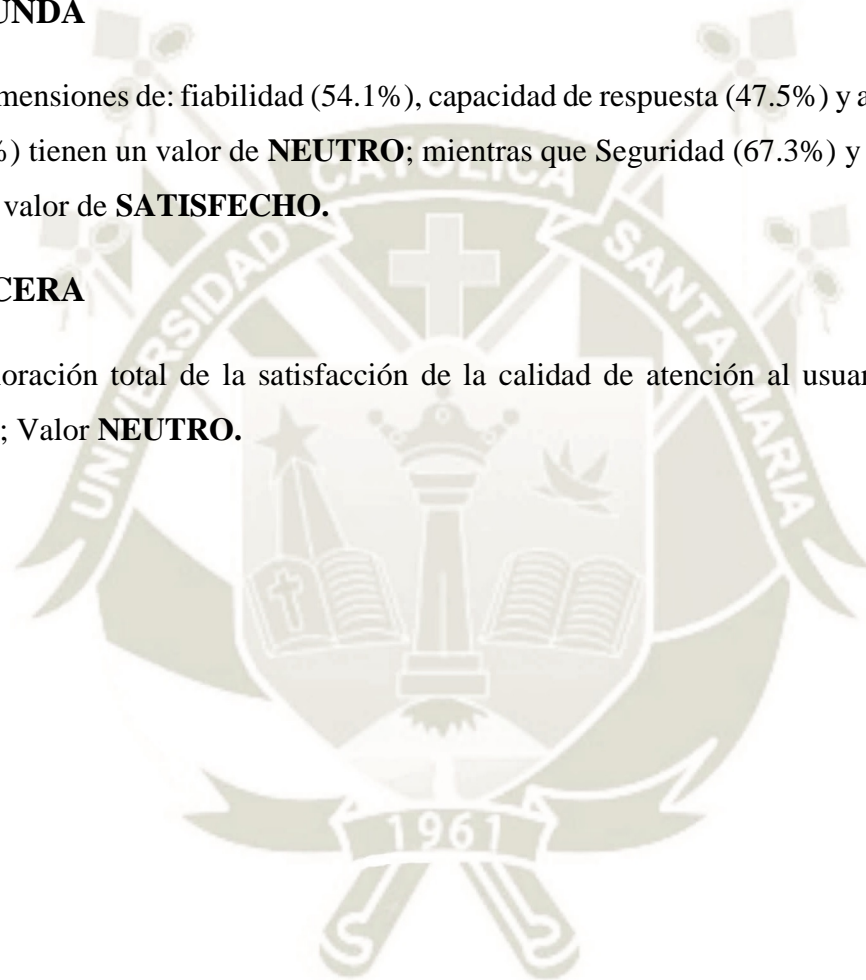 UNDA
mensiones de: fiabilidad (54.1%), capacidad de respuesta (47.5%) y a
%) tienen un valor de NEUTRO; mientras que Seguridad (67.3%) y
valor de SATISFECHO.
CERA
loración total de la satisfacción de la calidad de atención al usuar
; Valor NEUTRO.
UNIVERSIDAD CATOLICA SANTA MARIA
1961